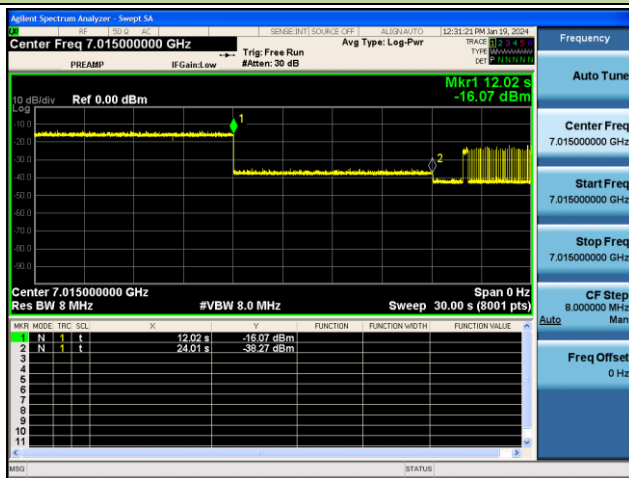 Agilent Spectrum Analyzer - Swept SA
RF 50 Ω AC SENSE:INT SOURCE OFF ALIGN AUTO 12:31:21 PM Jan 19, 2024
Center Freq 7.015000000 GHz Avg Type: Log-Pwr TRACE 1 2 3 4 5 6
Trig: Free Run TYPE
PREAMP IFGain:Low #Atten: 30 dB DET P N N N N N
Mkr1 12.02 s
10 dB/div Ref 0.00 dBm -16.07 dBm
Log
-10.0
1
-20.0
2
-30.0
-40.0
-50.0
-60.0
-70.0
-80.0
-90.0
Center 7.015000000 GHz Span 0 Hz
Res BW 8 MHz #VBW 8.0 MHz Sweep 30.00 s (8001 pts)
MKR MODE TRC SCL X Y FUNCTION FUNCTION WIDTH FUNCTION VALUE
1 N 1 t 12.02 s -16.07 dBm
2 N 1 t 24.01 s -38.27 dBm
3
4
5
6
7
8
9
10
11
MSG STATUS
Frequency
Auto Tune
Center Freq
7.015000000 GHz
Start Freq
7.015000000 GHz
Stop Freq
7.015000000 GHz
CF Step
8.000000 MHz
Auto Man
Freq Offset
0 Hz